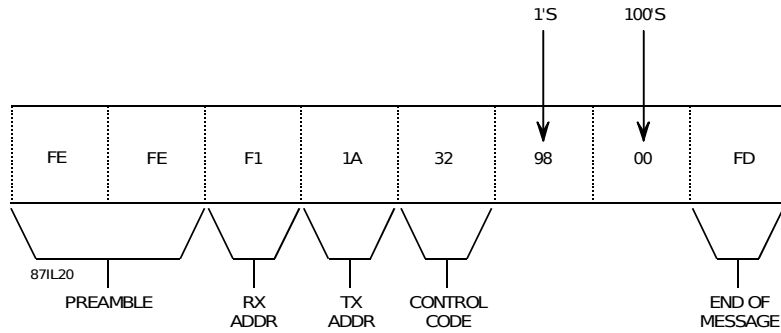 1'S 100'S
FE FE F1 1A 32 98 00 FD
87IL20
PREAMBLE RX ADDR TX ADDR CONTROL CODE END OF MESSAGE